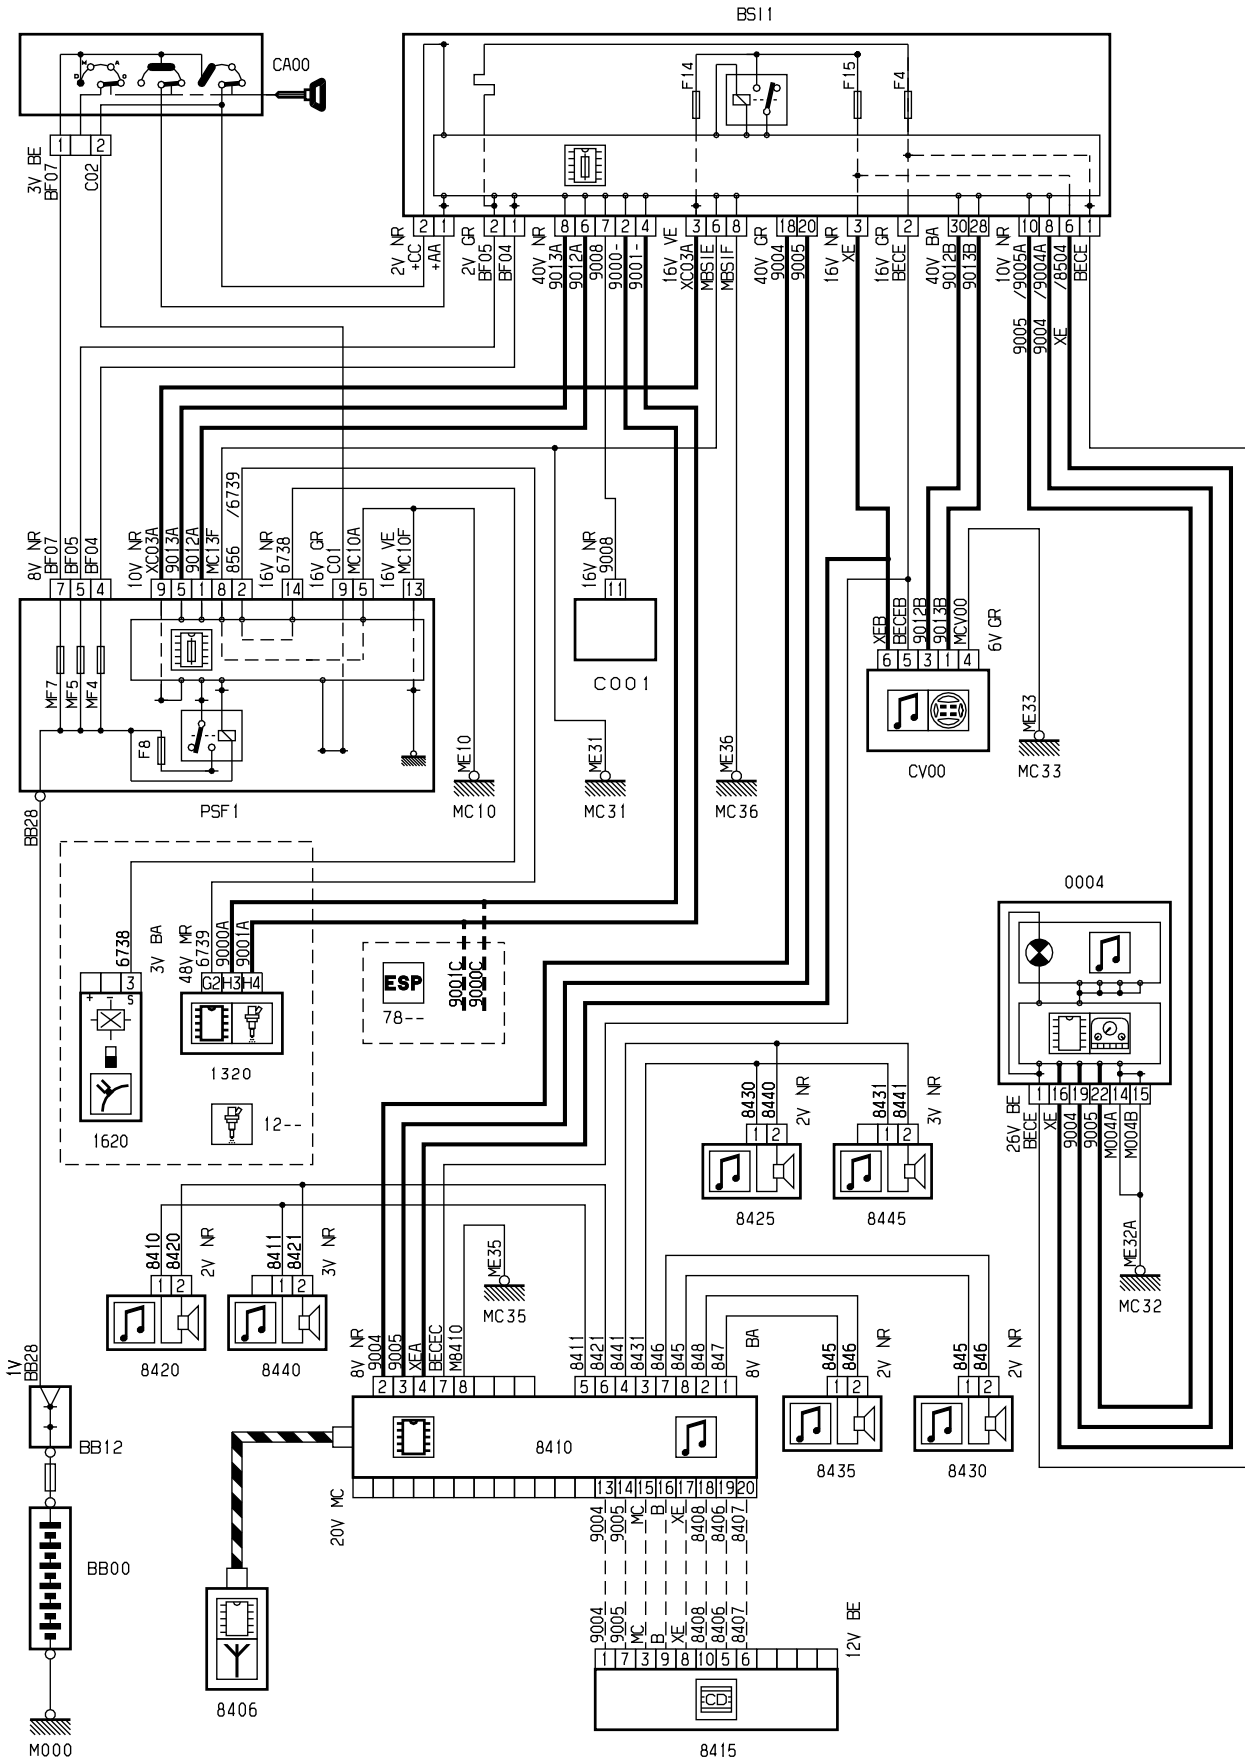 BSI1
CA00
M
A
D
O
F14
F15
F4
1
2
3V BE
BF07
C02
2
1
2
1
8
6
7
2
4
3
6
8
18
20
3
2
30
28
10
8
6
1
2V NR
+CC
+AA
2V GR
BF05
BF04
40V NR
9013A
9012A
9008
9000-
9001-
16V VE
XC03A
MBSIE
MBSIF
40V GR
9004
9005
16V NR
XE
16V GR
BECE
40V BA
9012B
9013B
10V NR
/9005A
/9004A
/8504
BECE
9005
9004
XE
8V NR
BF07
BF05
BF04
10V NR
XC03A
9013A
9012A
MC13F
856
/6739
16V NR
6738
16V GR
C01
MC10A
16V VE
MC10F
7
5
4
9
5
1
8
2
14
9
5
13
16V NR
9008
11
C001
MF7
MF5
MF4
F8
PSF1
BB28
ME10
MC10
ME31
MC31
ME36
MC36
XEB
BECEB
9012B
9013B
MCV00
6V GR
6
5
3
1
4
CV00
ME33
MC33
0004
6738
3V BA
48V MR
6739
9000A
9001A
3
+
-
S
G2
H3
H4
1620
1320
12--
ESP
78--
9001C
9000C
1
16
19
22
14
15
26V BE
BECE
XE
9004
9005
M004A
M004B
ME32A
MC32
8430
8440
2V NR
1
2
8425
8431
8441
3V NR
1
2
8445
8410
8420
2V NR
1
2
8420
8411
8421
3V NR
1
2
8440
ME35
MC35
8V NR
9004
9005
XEA
BECEC
M8410
8411
8421
8441
8431
846
845
848
847
8V BA
2
3
4
7
8
5
6
4
3
7
8
2
1
845
846
2V NR
1
2
8435
845
846
2V NR
1
2
8430
8410
1V
BB28
BB12
BB00
M000
8406
20V MC
13
14
15
16
17
18
19
20
9004
9005
MC
B
XE
8408
8406
8407
9004
9005
MC
B
XE
8408
8406
8407
12V BE
1
7
3
9
8
10
5
6
CD
8415